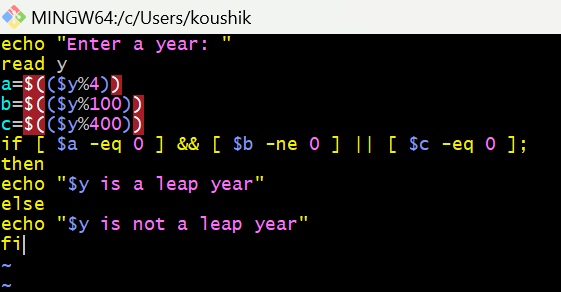 MINGW64:/c/Users/koushik
echo "Enter a year: "
read y
a=$(($y%4))
b=$(($y%100))
c=$(($y%400))
if [ $a -eq 0 ] && [ $b -ne 0 ] || [ $c -eq 0 ];
then
echo "$y is a leap year"
else
echo "$y is not a leap year"
fi
~
~